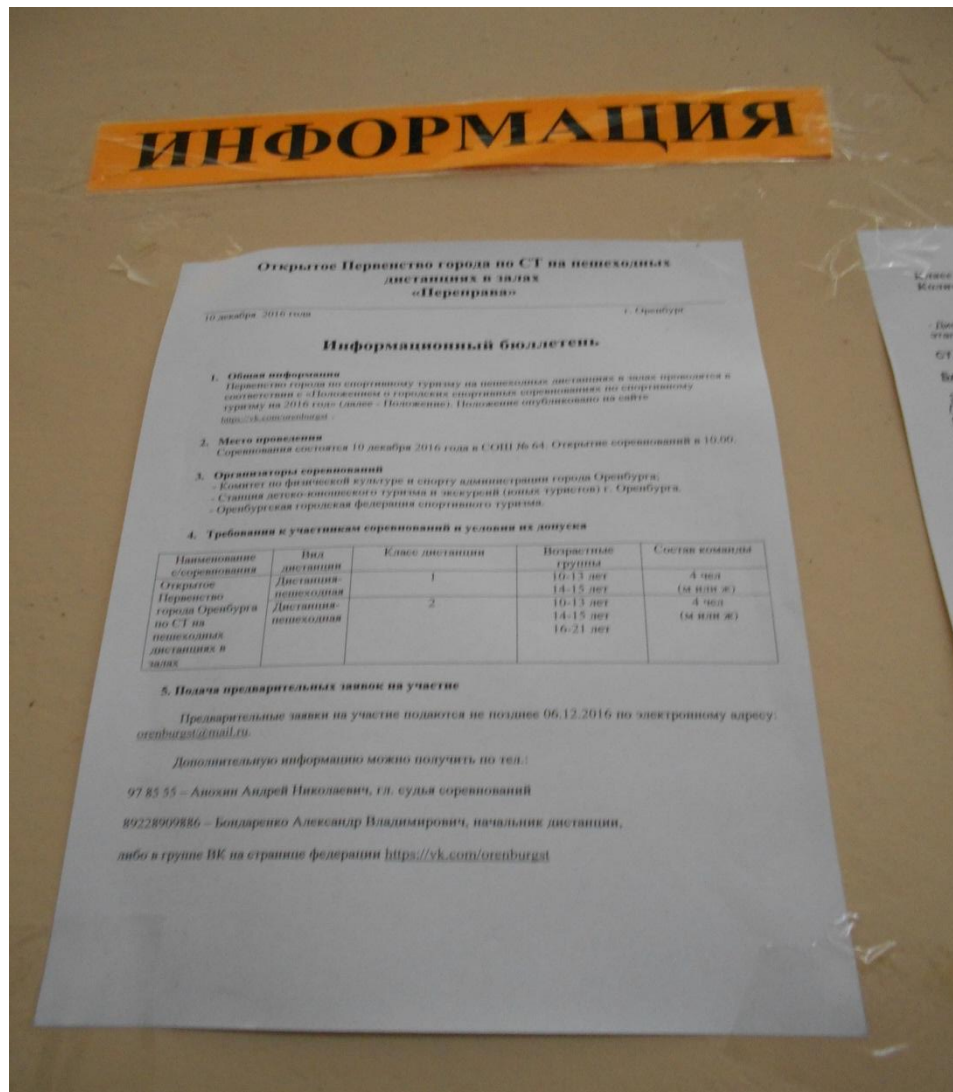 ИНФОРМАЦИЯ
Открытое Первенство города по СТ на пешеходных
дистанциях в залах
«Переправа»
10 декабря 2016 года г. Оренбург
Информационный бюллетень
1. Общая информация
Первенство города по спортивному туризму на пешеходных дистанциях в залах проводятся в
соответствии с «Положением о городских спортивных соревнованиях по спортивному
туризму на 2016 год» (далее - Положение). Положение опубликовано на сайте
https://vk.com/orenburgst .
2. Место проведения
Соревнования состоятся 10 декабря 2016 года в СОШ № 64. Открытие соревнований в 10.00.
3. Организаторы соревнований
- Комитет по физической культуре и спорту администрации города Оренбурга;
- Станция детско-юношеского туризма и экскурсий (юных туристов) г. Оренбурга.
- Оренбургская городская федерация спортивного туризма.
4. Требования к участникам соревнований и условия их допуска
Наименование с/соревнования Вид дистанции Класс дистанции Возрастные группы Состав команды
Открытое
Первенство
города Оренбурга
по СТ на
пешеходных
дистанциях в
залах
Дистанция-
пешеходная
1
10-13 лет
14-15 лет
4 чел
(м или ж)
Дистанция-
пешеходная
2
10-13 лет
14-15 лет
16-21 лет
4 чел
(м или ж)
5. Подача предварительных заявок на участие
Предварительные заявки на участие подаются не позднее 06.12.2016 по электронному адресу:
orenburgst@mail.ru.
Дополнительную информацию можно получить по тел.:
97 85 55 – Анохин Андрей Николаевич, гл. судья соревнований
89228909886 – Бондаренко Александр Владимирович, начальник дистанции,
либо в группе ВК на странице федерации https://vk.com/orenburgst
Класс